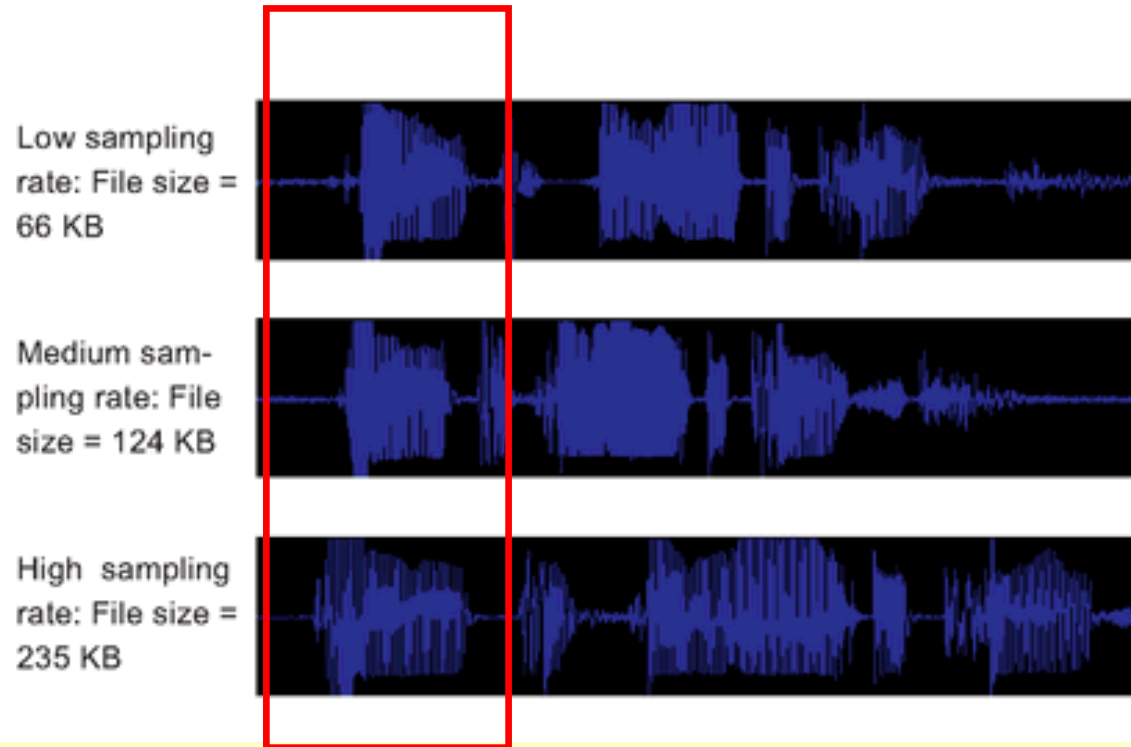 Low sampling
rate: File size =
66 KB
Medium sam-
pling rate: File
size = 124 KB
High sampling
rate: File size =
235 KB